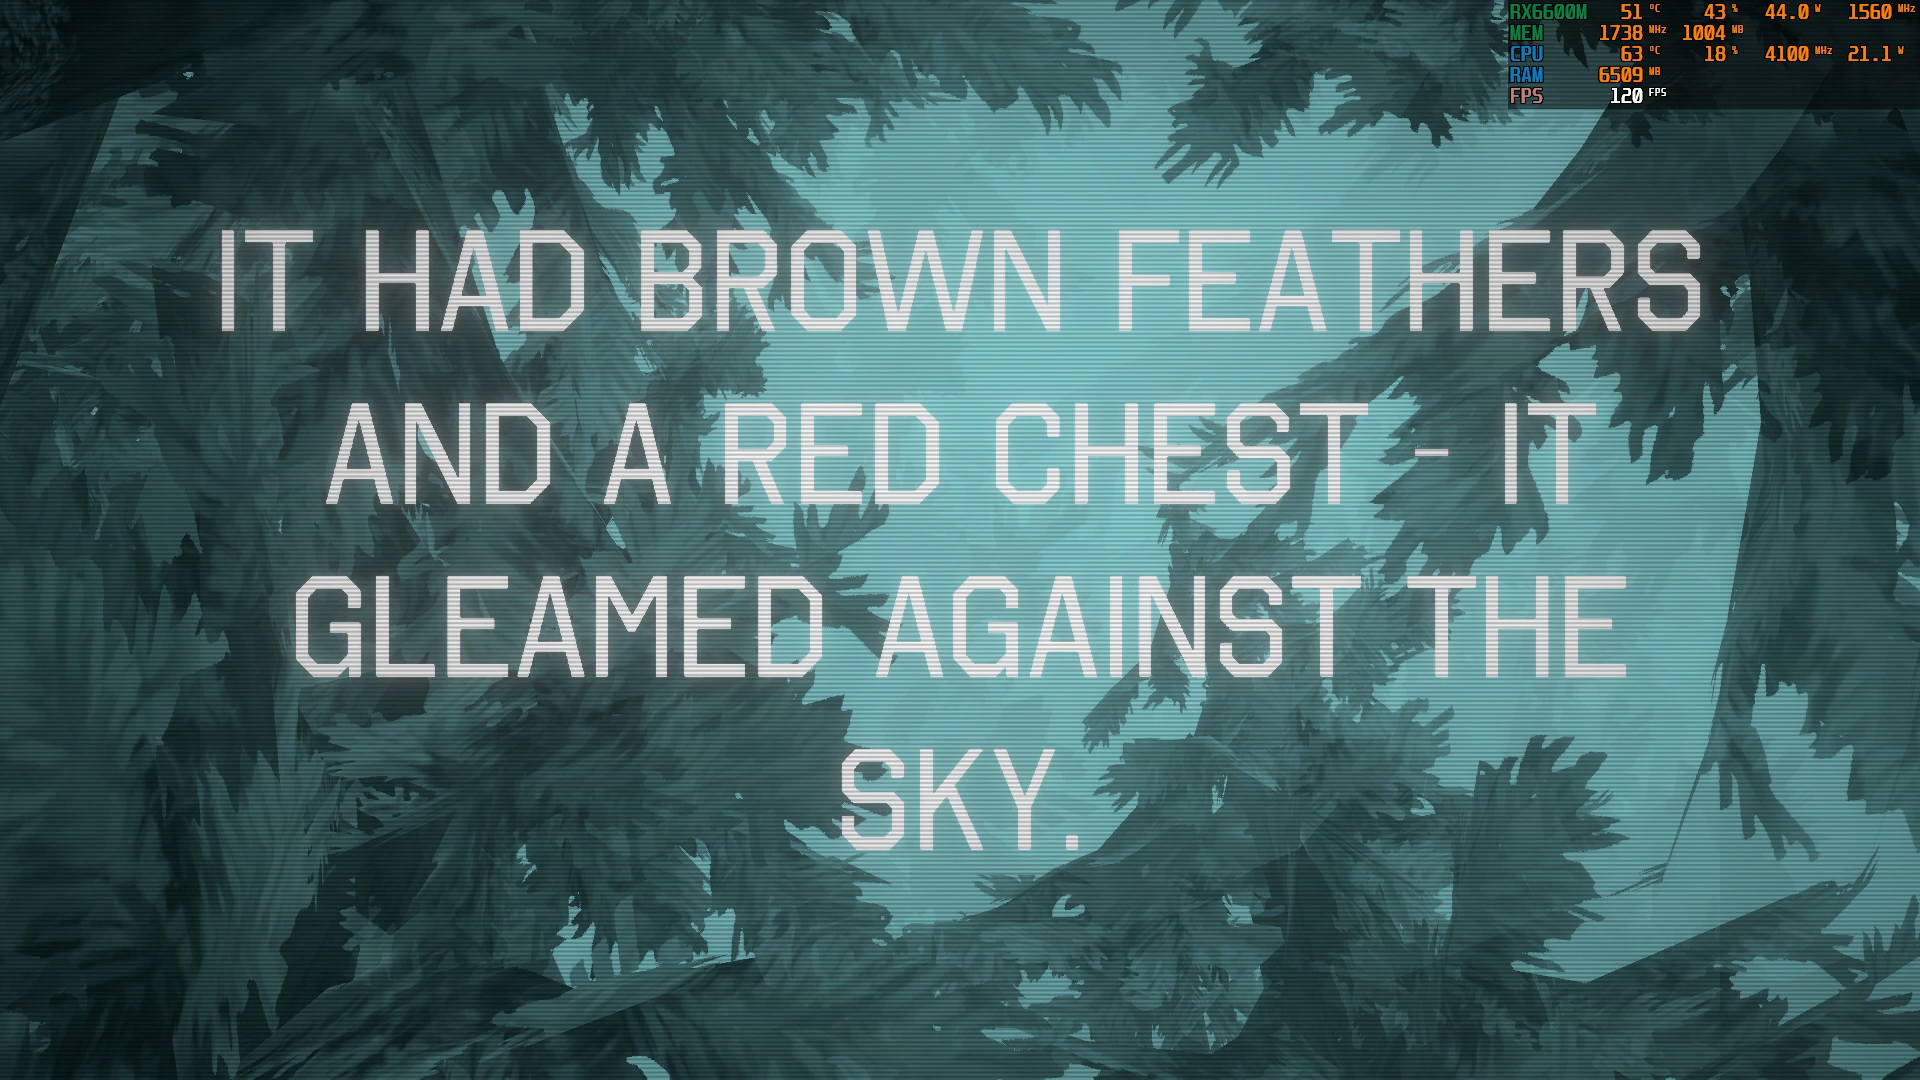 RX6600M 51 °C 43 % 44.0 W 1560 MHz
MEM 1738 MHz 1004 MB
CPU 63 °C 18 % 4100 MHz 21.1 W
RAM 6509 MB
FPS 120 FPS
IT HAD BROWN FEATHERS
AND A RED CHEST - IT
GLEAMED AGAINST THE
SKY.